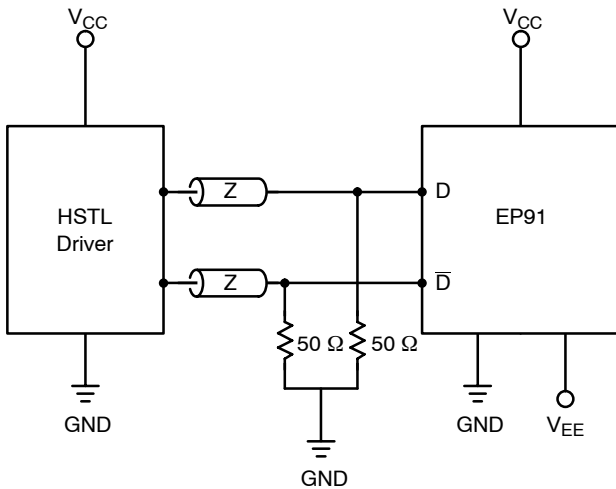 VCC
VCC
Z
D
HSTL
Driver
EP91
Z
D̅
50 Ω
50 Ω
GND
GND
VEE
GND